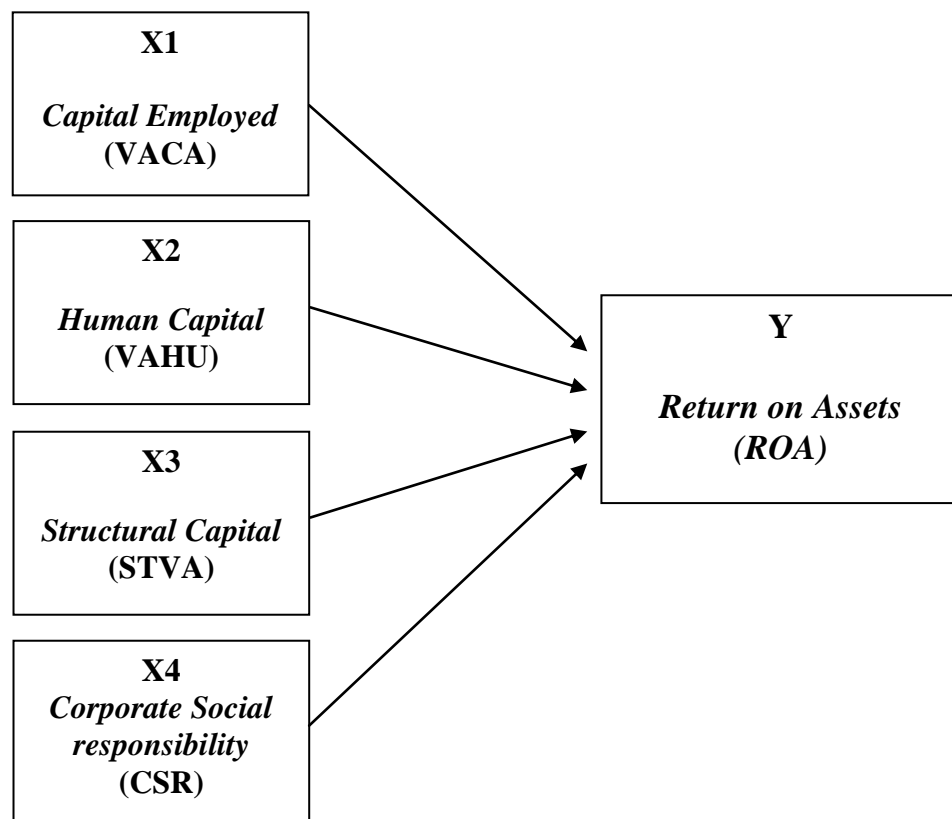 X1
Capital Employed
(VACA)
X2
Human Capital
(VAHU)
X3
Structural Capital
(STVA)
X4
Corporate Social
responsibility
(CSR)
Y
Return on Assets
(ROA)